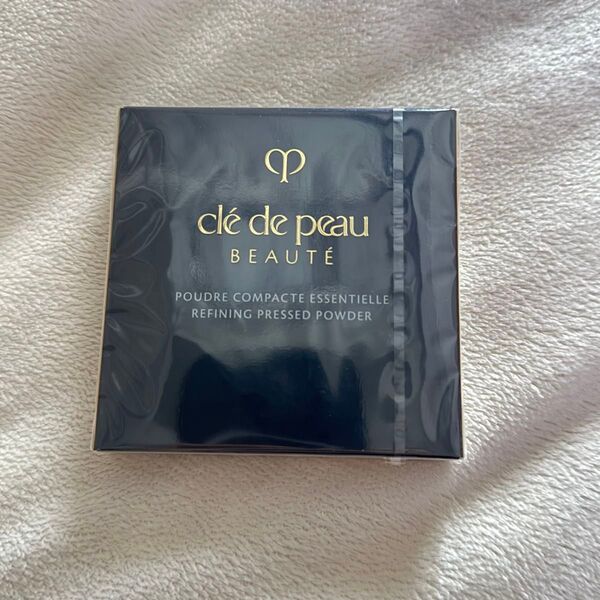 clé de peau
BEAUTÉ
POUDRE COMPACTE ESSENTIELLE
REFINING PRESSED POWDER